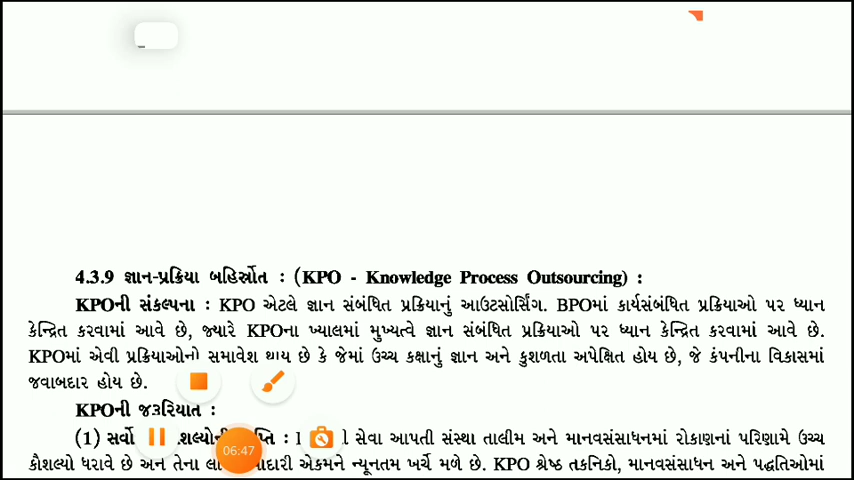 4.3.9 જ્ઞાન-પ્રક્રિયા બહિર્સ્રોત : (KPO - Knowledge Process Outsourcing) :
KPOની સંકલ્પના : KPO એટલે જ્ઞાન સંબંધિત પ્રક્રિયાનું આઉટસોર્સિંગ. BPOમાં કાર્યસંબંધિત પ્રક્રિયાઓ પર ધ્યાન
કેન્દ્રિત કરવામાં આવે છે, જ્યારે KPOના ખ્યાલમાં મુખ્યત્વે જ્ઞાન સંબંધિત પ્રક્રિયાઓ પર ધ્યાન કેન્દ્રિત કરવામાં આવે છે.
KPOમાં એવી પ્રક્રિયાઓનો સમાવેશ થાય છે કે જેમાં ઉચ્ચ કક્ષાનું જ્ઞાન અને કુશળતા અપેક્ષિત હોય છે, જે કંપનીના વિકાસમાં
જવાબદાર હોય છે.
KPOની જરૂરિયાત :
(1) સેવા આપતી સંસ્થા તાલીમ અને માનવસંસાધનમાં રોકાણનાં પરિણામે ઉચ્ચ
કૌશલ્યો ધરાવે છે અને તેના એકમને ન્યૂનતમ ખર્ચે મળે છે. KPO શ્રેષ્ઠ તકનિકો, માનવસંસાધન અને પદ્ધતિઓમાં
06:47